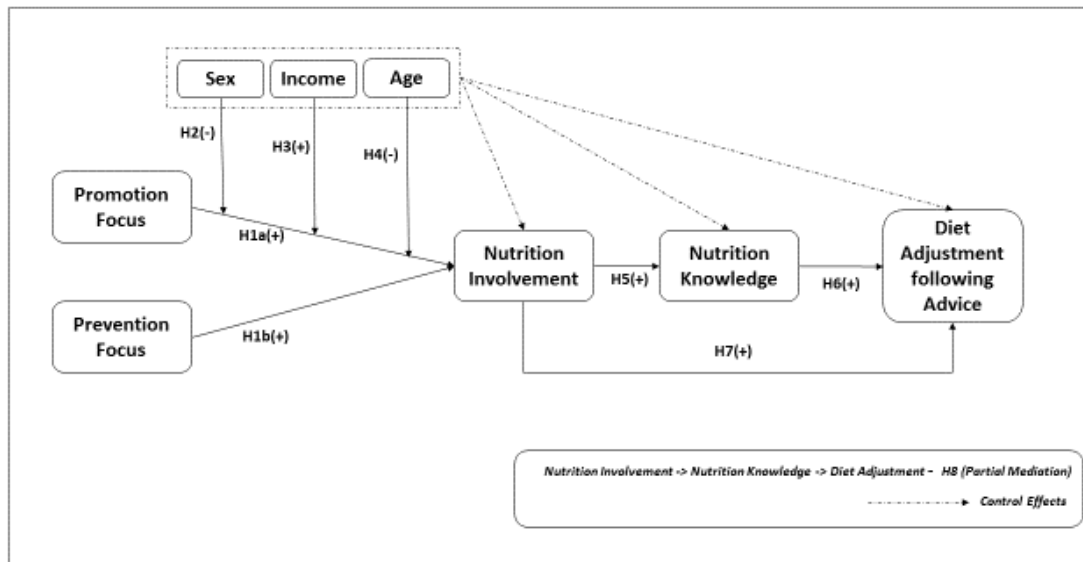 Sex
Income
Age
H2(-)
H3(+)
H4(-)
Promotion
Focus
H1a(+)
Nutrition
Involvement
H5(+)
Nutrition
Knowledge
H6(+)
Diet
Adjustment
following
Advice
Prevention
Focus
H1b(+)
H7(+)
Nutrition Involvement -> Nutrition Knowledge -> Diet Adjustment - H8 (Partial Mediation)
Control Effects